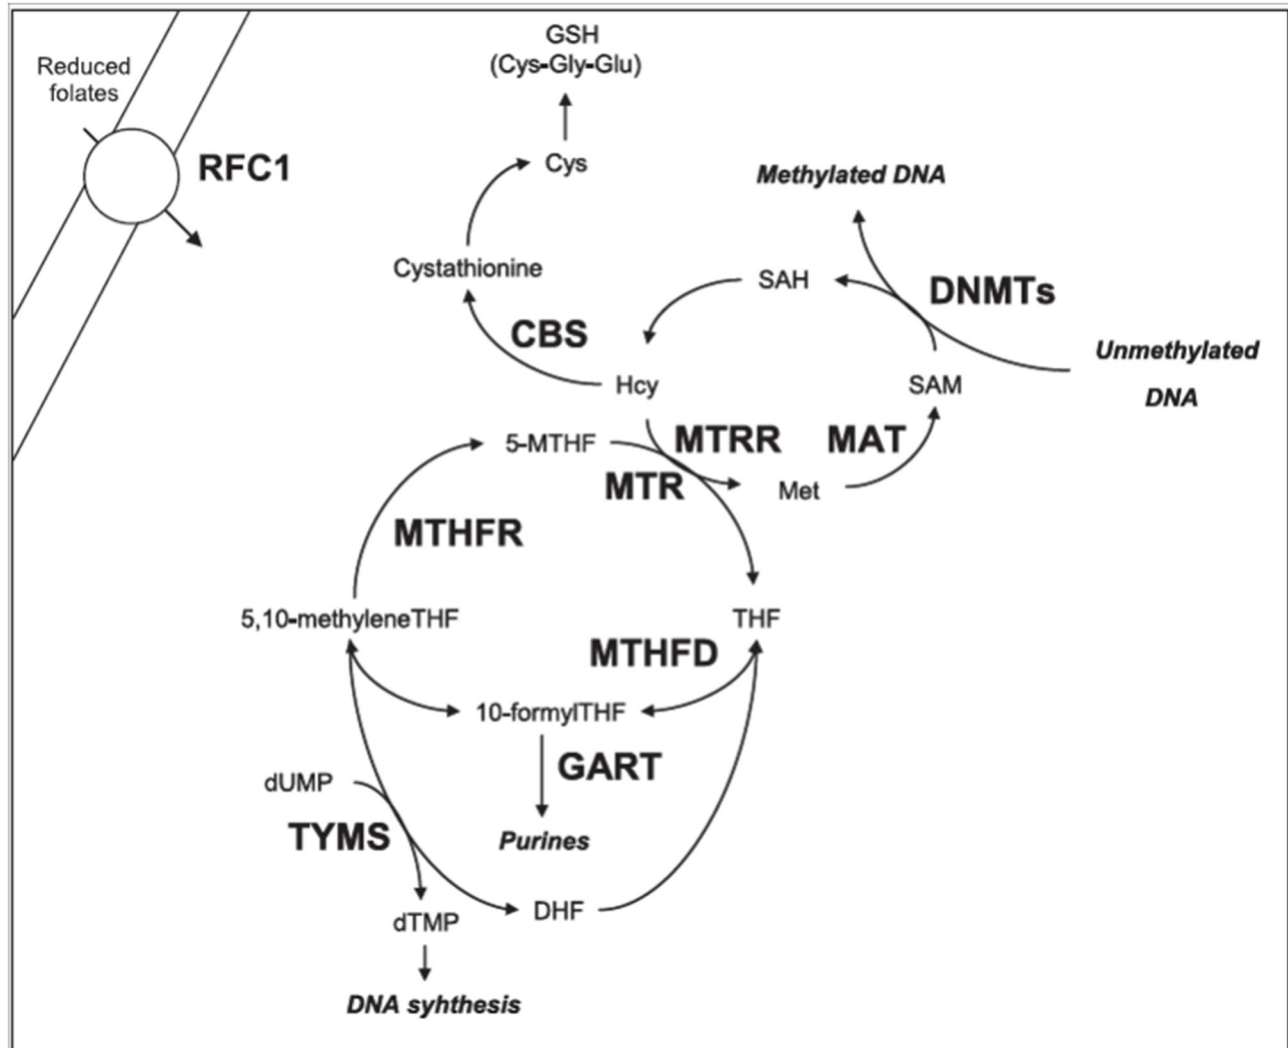 GSH
(Cys-Gly-Glu)
Reduced
folates
RFC1
Cys
Methylated DNA
Cystathionine
SAH
DNMTs
CBS
Unmethylated
DNA
Hcy
SAM
5-MTHF
MTRR
MAT
MTR
Met
MTHFR
5,10-methyleneTHF
THF
MTHFD
10-formylTHF
GART
dUMP
TYMS
Purines
DHF
dTMP
DNA syhthesis